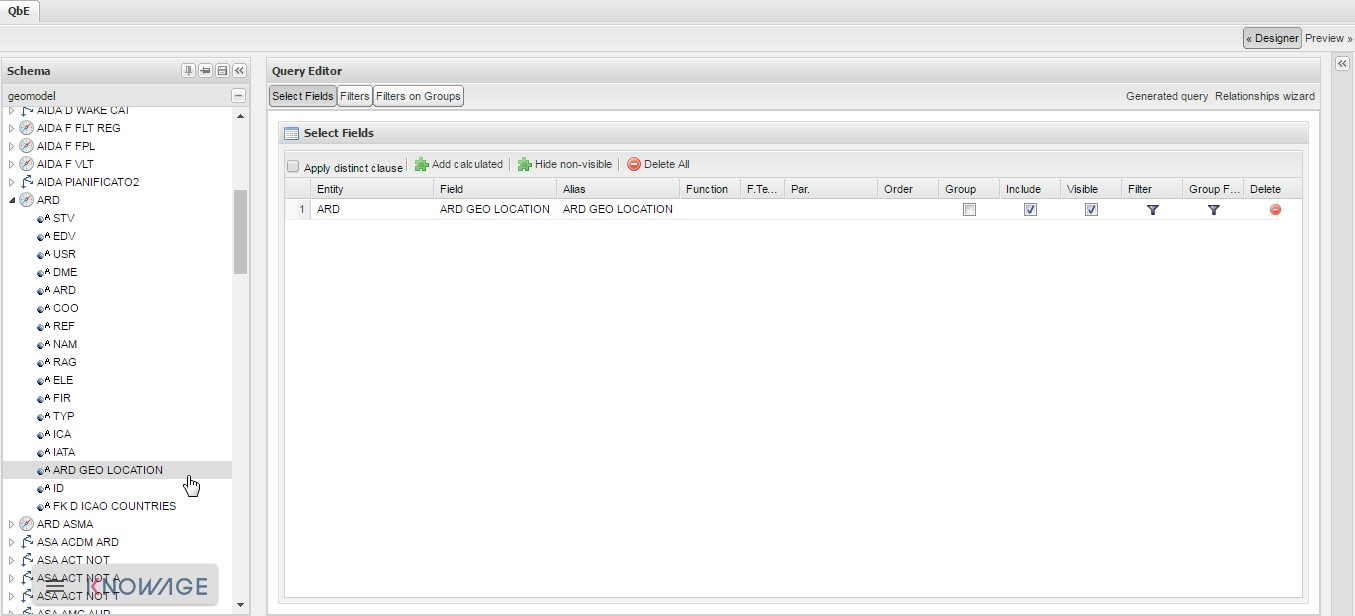 QbE
« Designer Preview »
Schema
geomodel
AIDA D WAKE CAT
AIDA F FLT REG
AIDA F FPL
AIDA F VLT
AIDA PIANIFICATO2
ARD
A STV
A EDV
A USR
A DME
A ARD
A COO
A REF
A NAM
A RAG
A ELE
A FIR
A TYP
A ICA
A IATA
A ARD GEO LOCATION
A ID
A FK D ICAO COUNTRIES
ARD ASMA
ASA ACDM ARD
ASA ACT NOT
ASA ACT NOT A
ASA ACT NOT T
ASA AMC AUP
KNOWAGE
Query Editor
Select Fields Filters Filters on Groups
Generated query Relationships wizard
Select Fields
Apply distinct clause Add calculated Hide non-visible Delete All
Entity Field Alias Function F.Te... Par. Order Group Include Visible Filter Group F... Delete
1 ARD ARD GEO LOCATION ARD GEO LOCATION